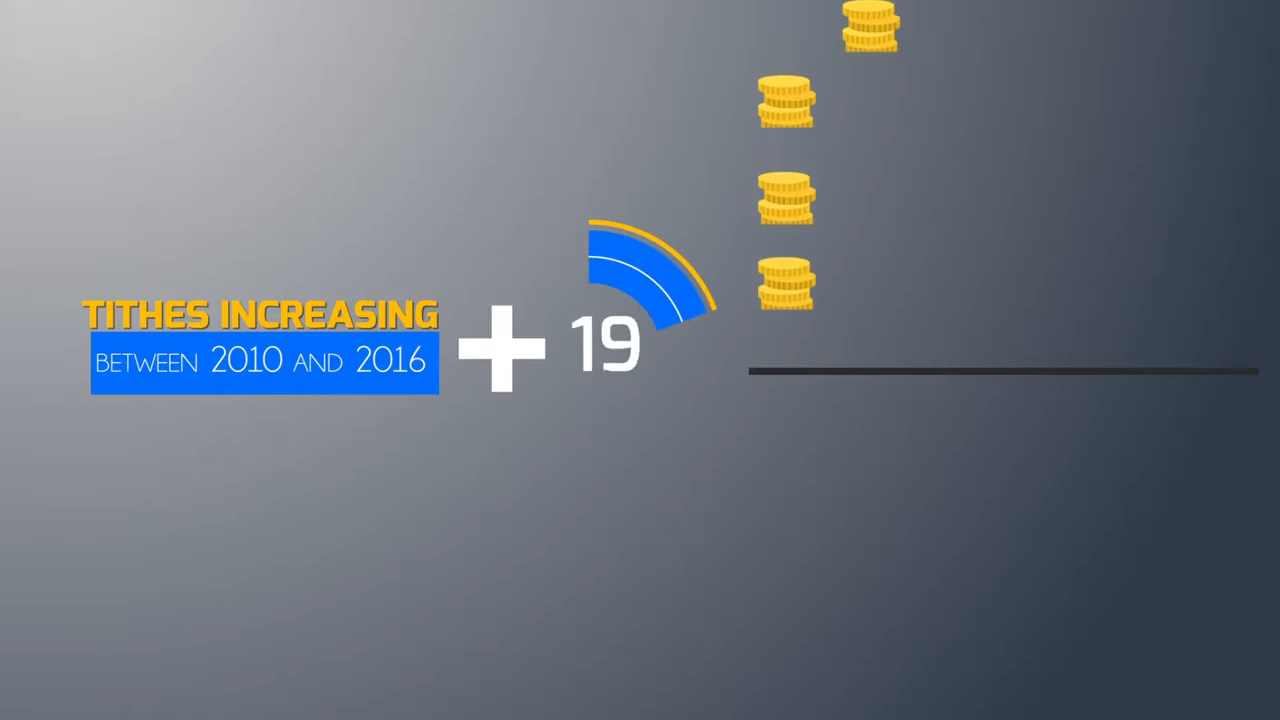 TITHES INCREASING
BETWEEN 2010 AND 2016
+ 19